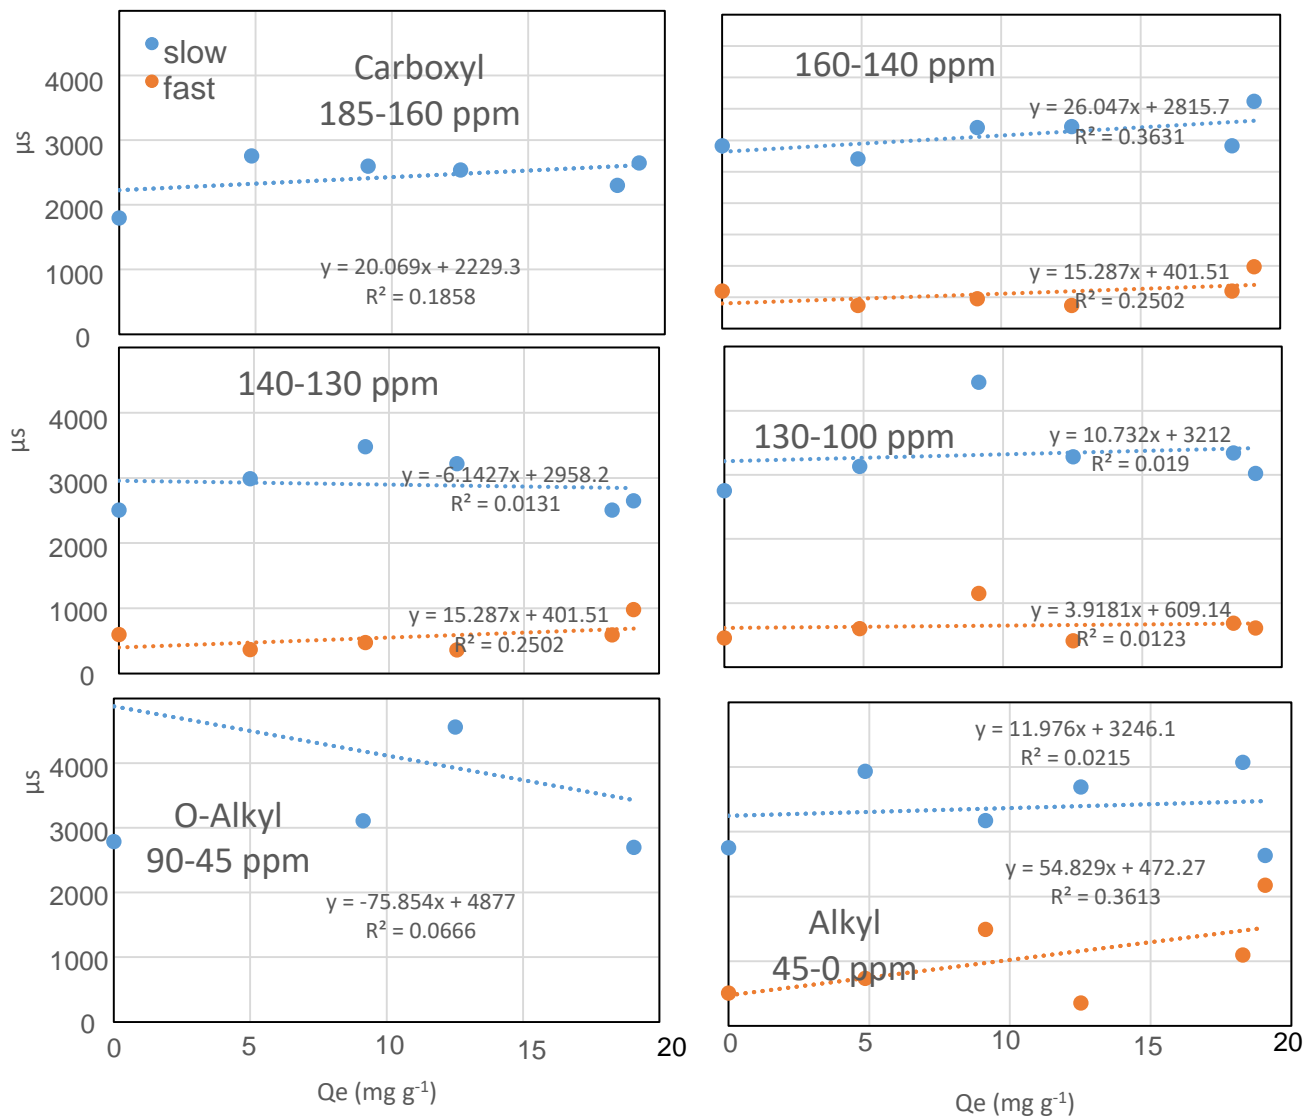 slow
fast
Carboxyl
185-160 ppm
4000
3000
2000
1000
0
µs
y = 20.069x + 2229.3
R² = 0.1858
160-140 ppm
y = 26.047x + 2815.7
R² = 0.3631
y = 15.287x + 401.51
R² = 0.2502
140-130 ppm
4000
3000
2000
1000
0
µs
y = -6.1427x + 2958.2
R² = 0.0131
y = 15.287x + 401.51
R² = 0.2502
130-100 ppm
y = 10.732x + 3212
R² = 0.019
y = 3.9181x + 609.14
R² = 0.0123
4000
3000
2000
1000
0
µs
O-Alkyl
90-45 ppm
y = -75.854x + 4877
R² = 0.0666
0 5 10 15 20
Qe (mg g⁻¹)
y = 11.976x + 3246.1
R² = 0.0215
y = 54.829x + 472.27
R² = 0.3613
Alkyl
45-0 ppm
0 5 10 15 20
Qe (mg g⁻¹)